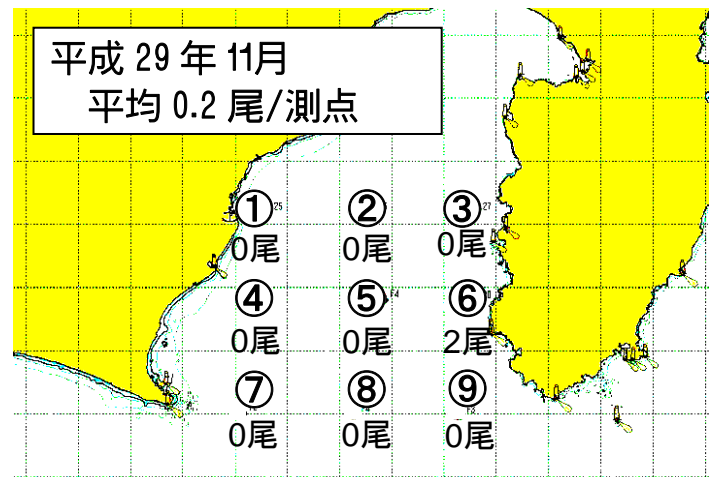 平成 29 年 11月
平均 0.2 尾/測点
① ② ③
0尾 0尾 0尾
④ ⑤ ⑥
0尾 0尾 2尾
⑦ ⑧ ⑨
0尾 0尾 0尾